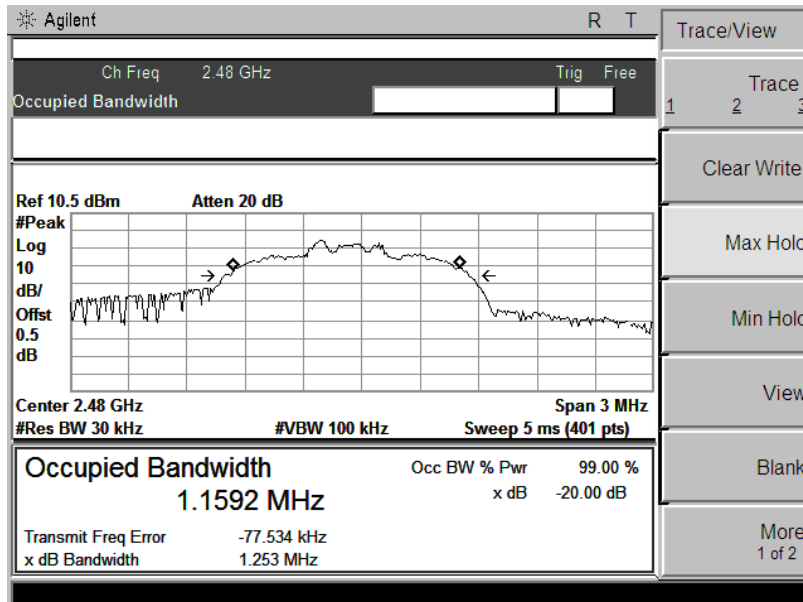 Agilent R T Trace/View
Ch Freq 2.48 GHz Trig Free
Occupied Bandwidth
Trace
1 2 3
Clear Write
Ref 10.5 dBm Atten 20 dB
#Peak
Log
10
dB/
Offst
0.5
dB
Max Hold
Min Hold
Center 2.48 GHz Span 3 MHz
#Res BW 30 kHz #VBW 100 kHz Sweep 5 ms (401 pts)
View
Occupied Bandwidth Occ BW % Pwr 99.00 %
1.1592 MHz x dB -20.00 dB
Blank
Transmit Freq Error -77.534 kHz
x dB Bandwidth 1.253 MHz
More
1 of 2